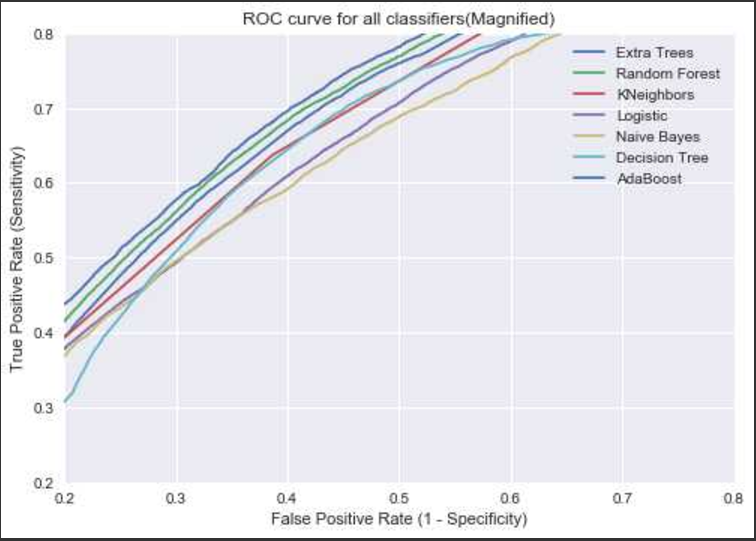 ROC curve for all classifiers(Magnified)
0.8
0.7
0.6
0.5
0.4
0.3
0.2
True Positive Rate (Sensitivity)
Extra Trees
Random Forest
KNeighbors
Logistic
Naive Bayes
Decision Tree
AdaBoost
0.2 0.3 0.4 0.5 0.6 0.7 0.8
False Positive Rate (1 - Specificity)